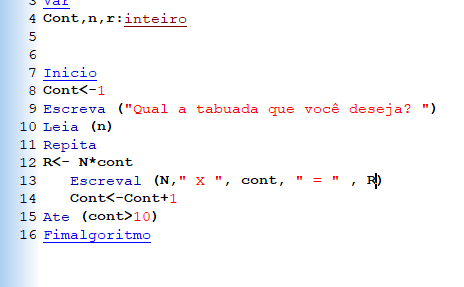 3 Var
4 Cont,n,r:inteiro
5
6
7 Inicio
8 Cont<-1
9 Escreva ("Qual a tabuada que você deseja? ")
10 Leia (n)
11 Repita
12 R<- N*cont
13 Escreval (N," X ", cont, " = " , R)
14 Cont<-Cont+1
15 Ate (cont>10)
16 Fimalgoritmo